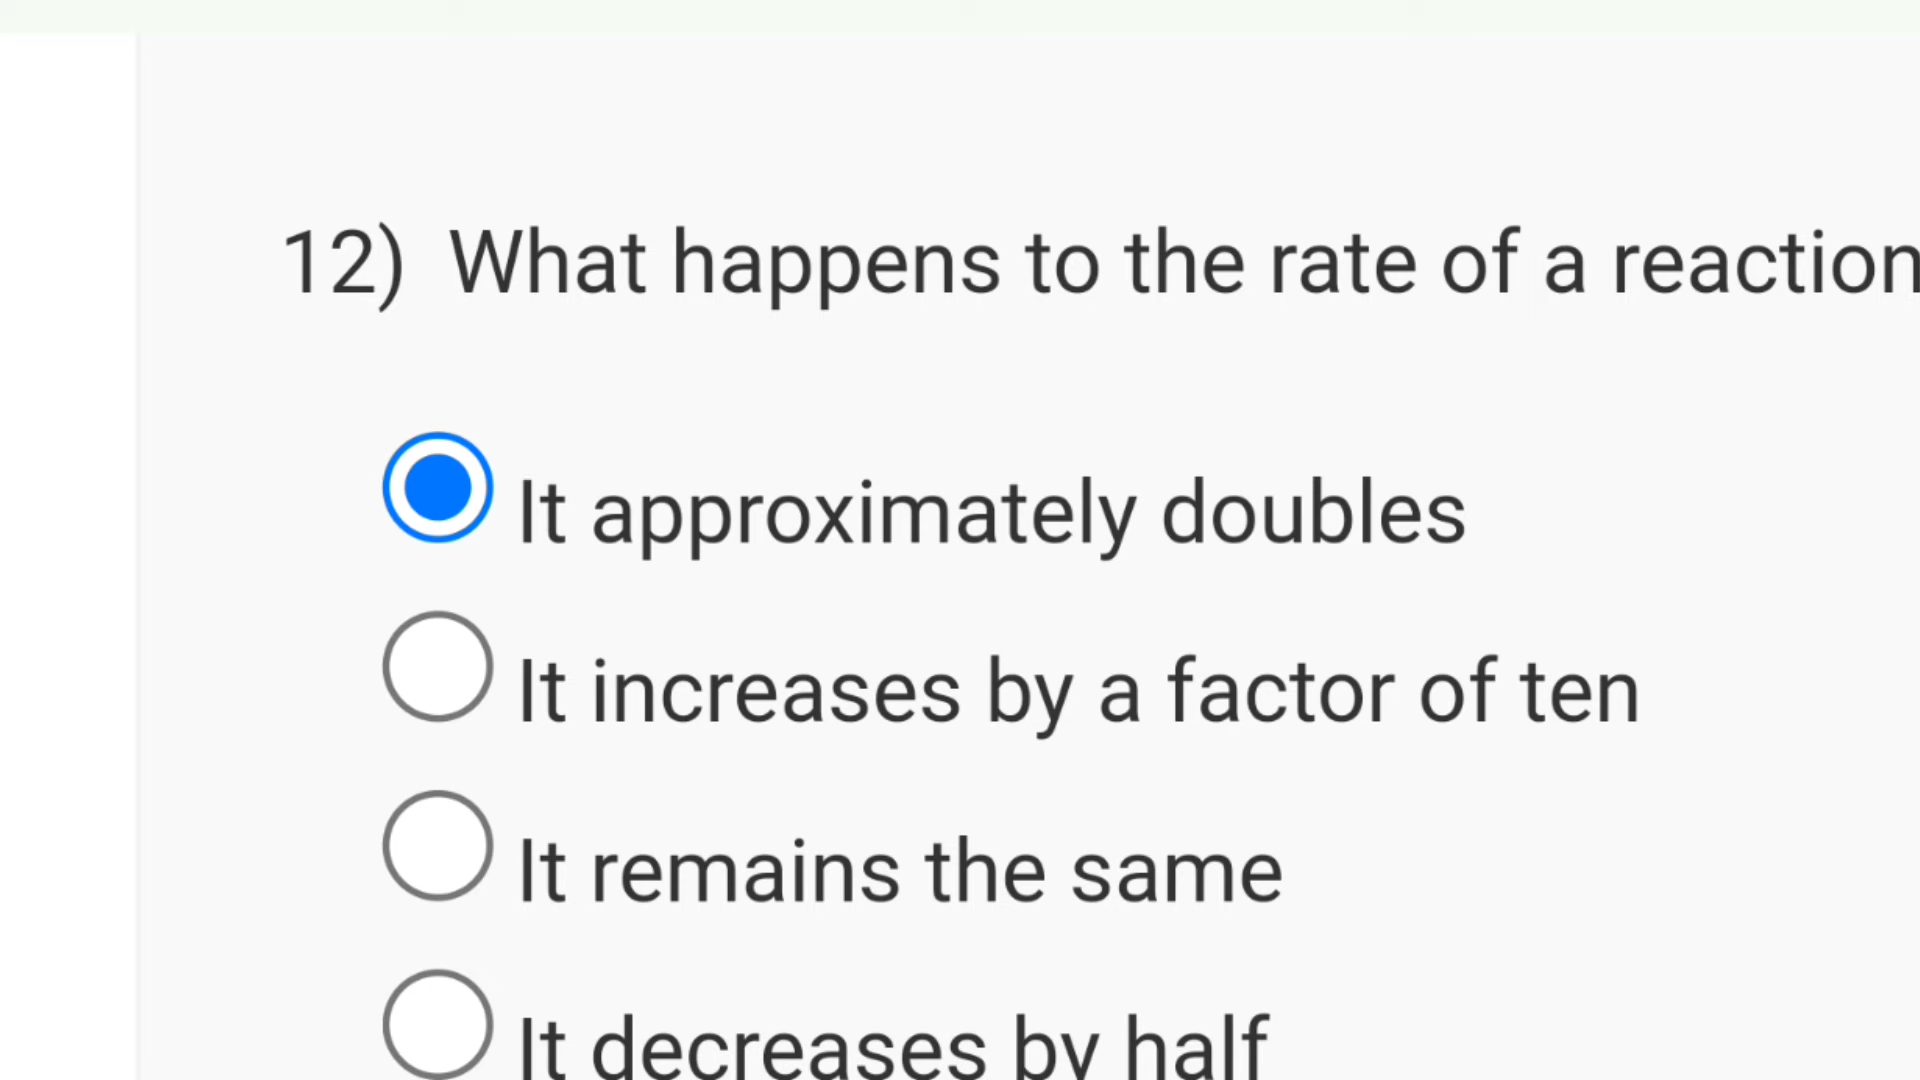 12) What happens to the rate of a reaction
It approximately doubles
It increases by a factor of ten
It remains the same
It decreases by half